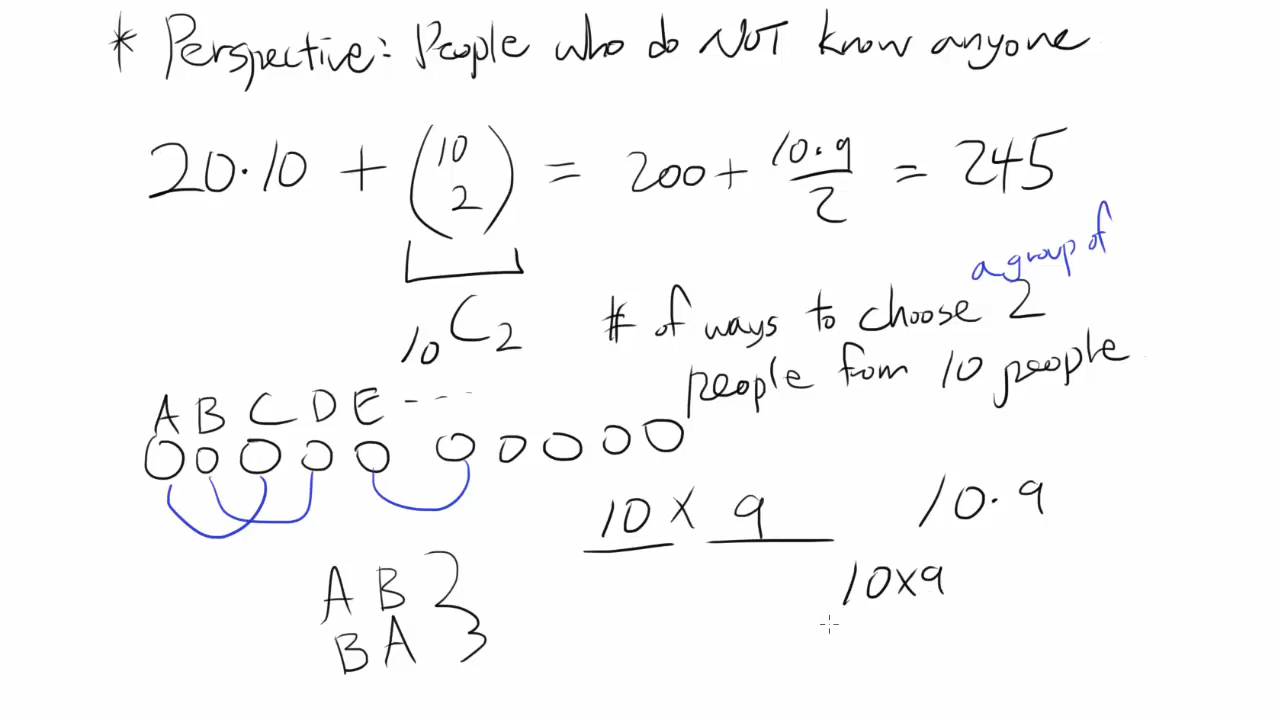 * Perspective: People who do NOT know anyone
20·10 + (10 2) = 200 + 10·9/2 = 245
a group of
10C2 # of ways to choose 2
people from 10 people
A B C D E - - -
10 × 9 10·9
10×9
A B
B A